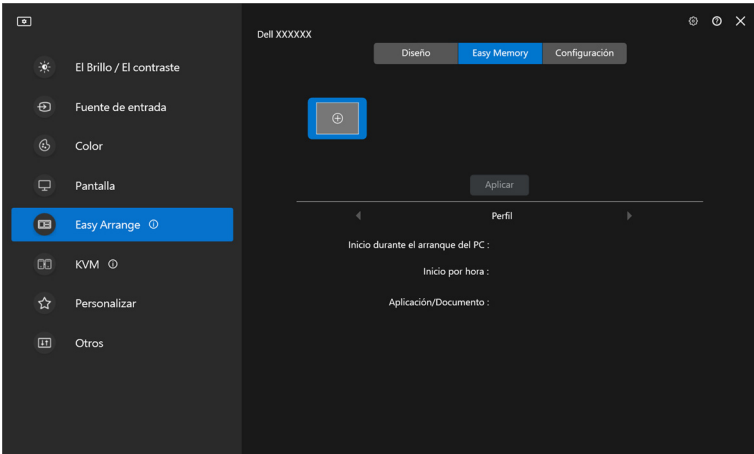 Dell XXXXXX
Diseño
Easy Memory
Configuración
El Brillo / El contraste
Fuente de entrada
Color
Pantalla
Easy Arrange
KVM
Personalizar
Otros
Aplicar
Perfil
Inicio durante el arranque del PC :
Inicio por hora :
Aplicación/Documento :